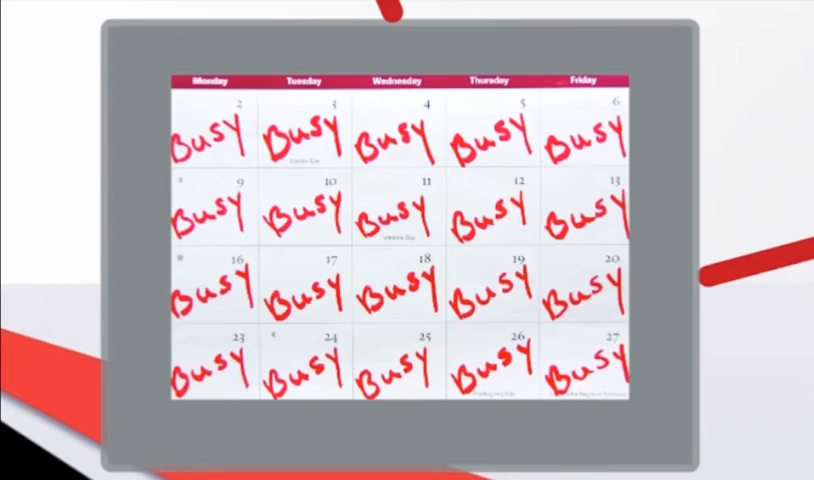 Monday Tuesday Wednesday Thursday Friday
2 3 4 5 6
Busy Busy Busy Busy Busy
9 10 11 12 13
Busy Busy Busy Busy Busy
16 17 18 19 20
Busy Busy Busy Busy Busy
23 24 25 26 27
Busy Busy Busy Busy Busy
Thanksgiving Day